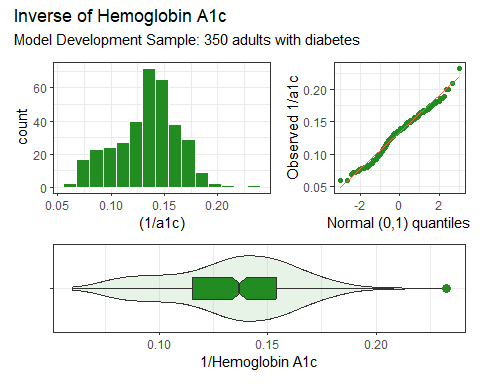 Inverse of Hemoglobin A1c
Model Development Sample: 350 adults with diabetes
60
40
20
0
count
0.05 0.10 0.15 0.20
(1/a1c)
0.20
0.15
0.10
0.05
Observed 1/a1c
-2 0 2
Normal (0,1) quantiles
0.10 0.15 0.20
1/Hemoglobin A1c